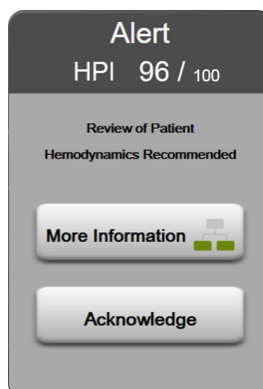 Alert
HPI 96 / 100
Review of Patient
Hemodynamics Recommended
More Information
Acknowledge